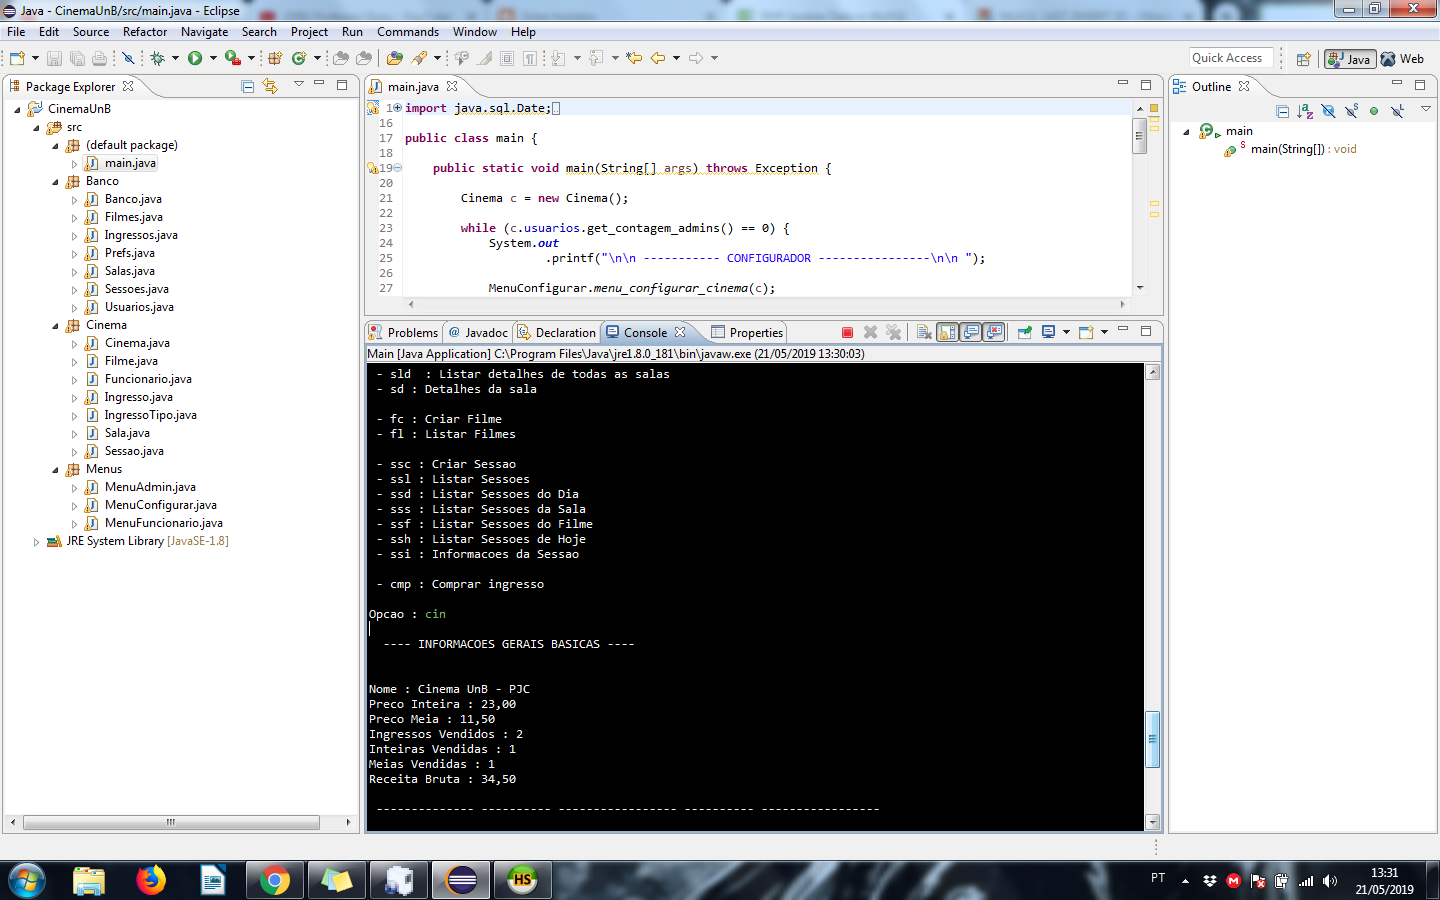 Java - CinemaUnB/src/main.java - Eclipse
File Edit Source Refactor Navigate Search Project Run Commands Window Help
Quick Access Java Web
Package Explorer
CinemaUnB
src
(default package)
main.java
Banco
Banco.java
Filmes.java
Ingressos.java
Prefs.java
Salas.java
Sessoes.java
Usuarios.java
Cinema
Cinema.java
Filme.java
Funcionario.java
Ingresso.java
IngressoTipo.java
Sala.java
Sessao.java
Menus
MenuAdmin.java
MenuConfigurar.java
MenuFuncionario.java
JRE System Library [JavaSE-1.8]
main.java
1 import java.sql.Date;
16
17 public class main {
18
19 public static void main(String[] args) throws Exception {
20
21 Cinema c = new Cinema();
22
23 while (c.usuarios.get_contagem_admins() == 0) {
24 System.out
25 .printf("\n\n ----------- CONFIGURADOR ----------------\n\n ");
26
27 MenuConfigurar.menu_configurar_cinema(c);
Problems @ Javadoc Declaration Console Properties
Main [Java Application] C:\Program Files\Java\jre1.8.0_181\bin\javaw.exe (21/05/2019 13:30:03)
- sld  : Listar detalhes de todas as salas
- sd : Detalhes da sala
- fc : Criar Filme
- fl : Listar Filmes
- ssc : Criar Sessao
- ssl : Listar Sessoes
- ssd : Listar Sessoes do Dia
- sss : Listar Sessoes da Sala
- ssf : Listar Sessoes do Filme
- ssh : Listar Sessoes de Hoje
- ssi : Informacoes da Sessao
- cmp : Comprar ingresso
Opcao : cin
---- INFORMACOES GERAIS BASICAS ----
Nome : Cinema UnB - PJC
Preco Inteira : 23,00
Preco Meia : 11,50
Ingressos Vendidos : 2
Inteiras Vendidas : 1
Meias Vendidas : 1
Receita Bruta : 34,50
-------------- ---------- ----------------- ---------- -----------------
Outline
main
main(String[]) : void
HS
PT
13:31
21/05/2019